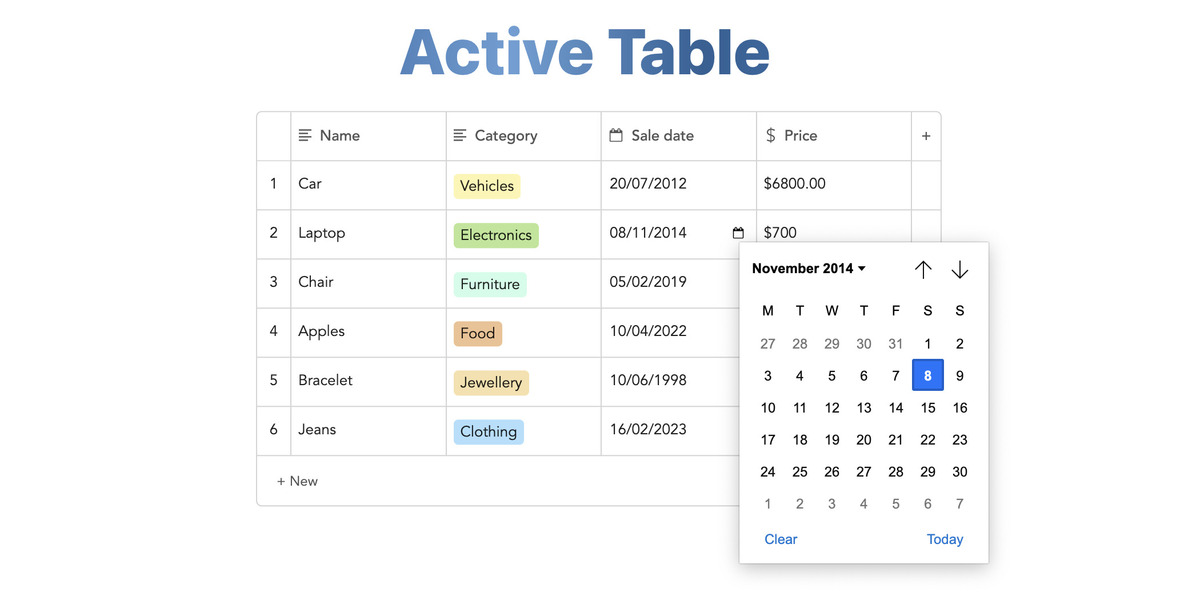 Active Table
Name Category Sale date $ Price +
1 Car Vehicles 20/07/2012 $6800.00
2 Laptop Electronics 08/11/2014 $700
3 Chair Furniture 05/02/2019
4 Apples Food 10/04/2022
5 Bracelet Jewellery 10/06/1998
6 Jeans Clothing 16/02/2023
+ New
November 2014
M T W T F S S
27 28 29 30 31 1 2
3 4 5 6 7 8 9
10 11 12 13 14 15 16
17 18 19 20 21 22 23
24 25 26 27 28 29 30
1 2 3 4 5 6 7
Clear Today